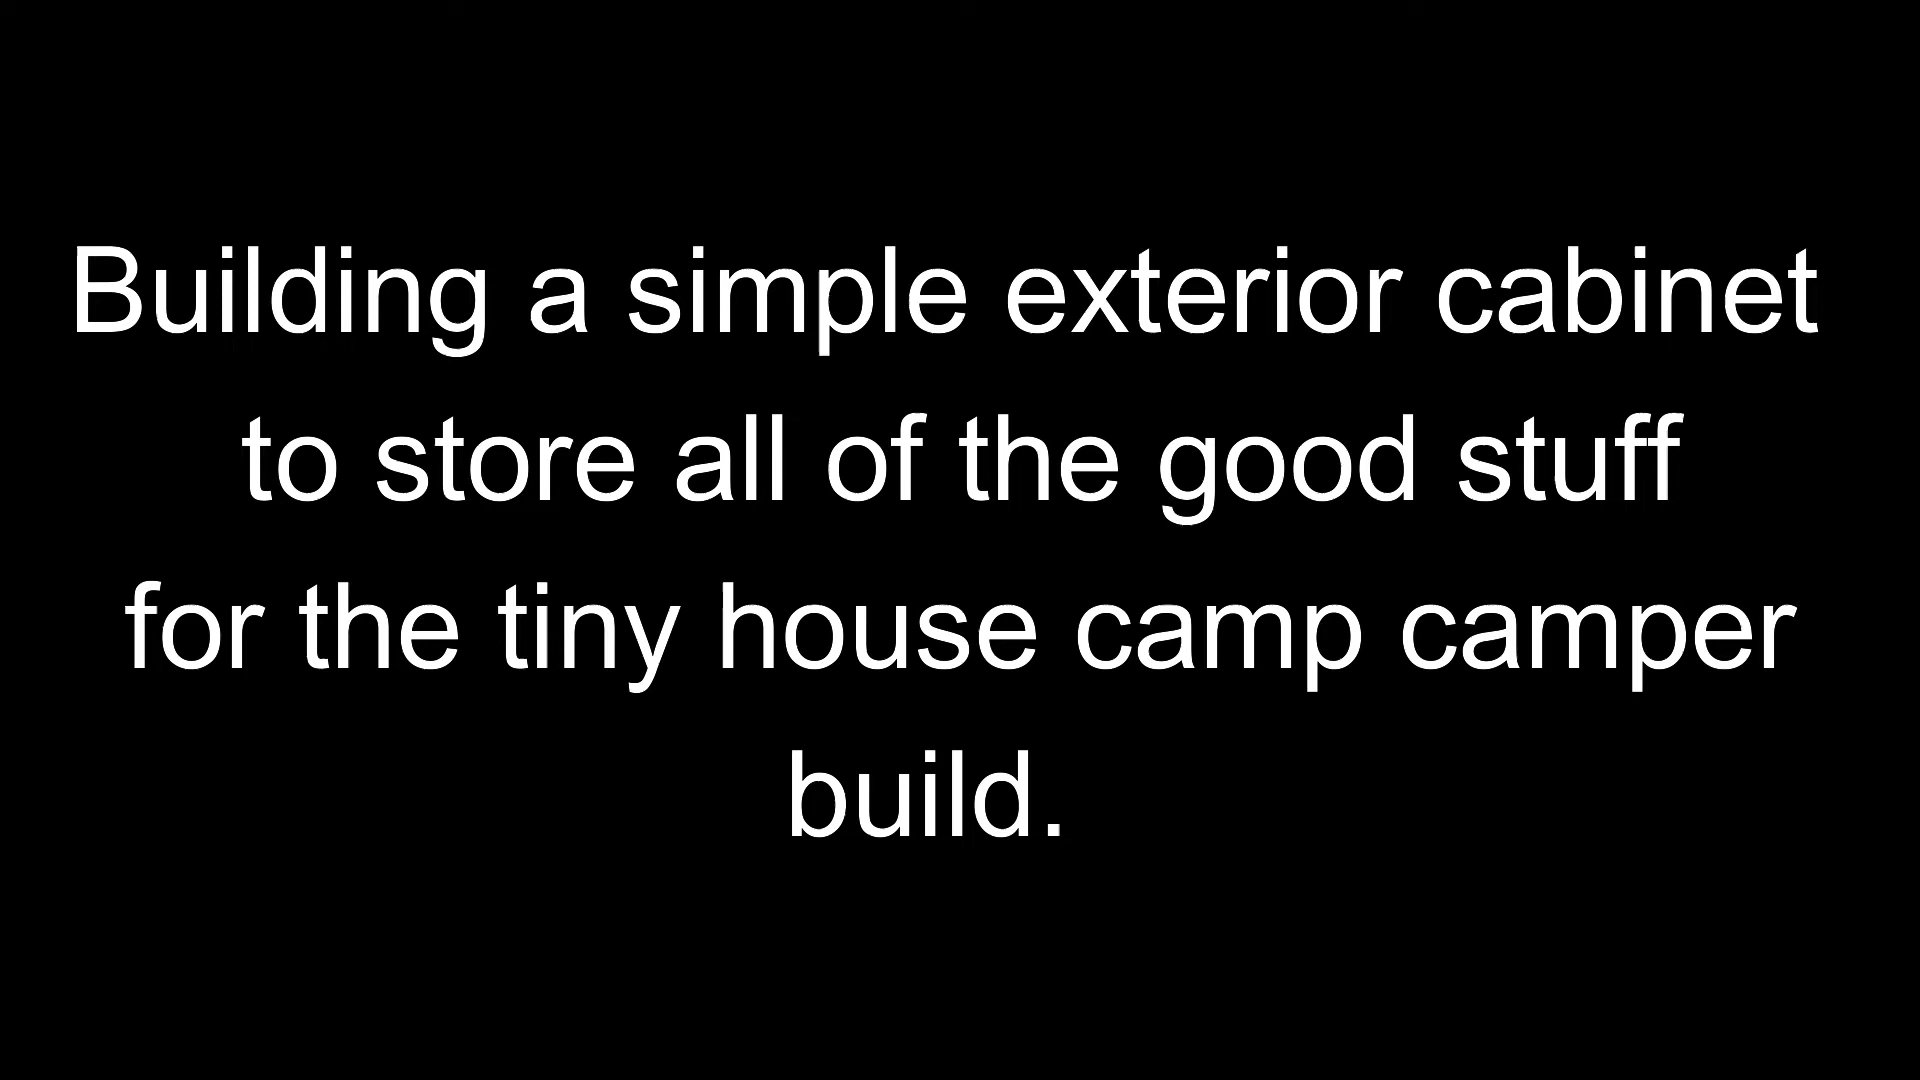 Building a simple exterior cabinet
to store all of the good stuff
for the tiny house camp camper
build.